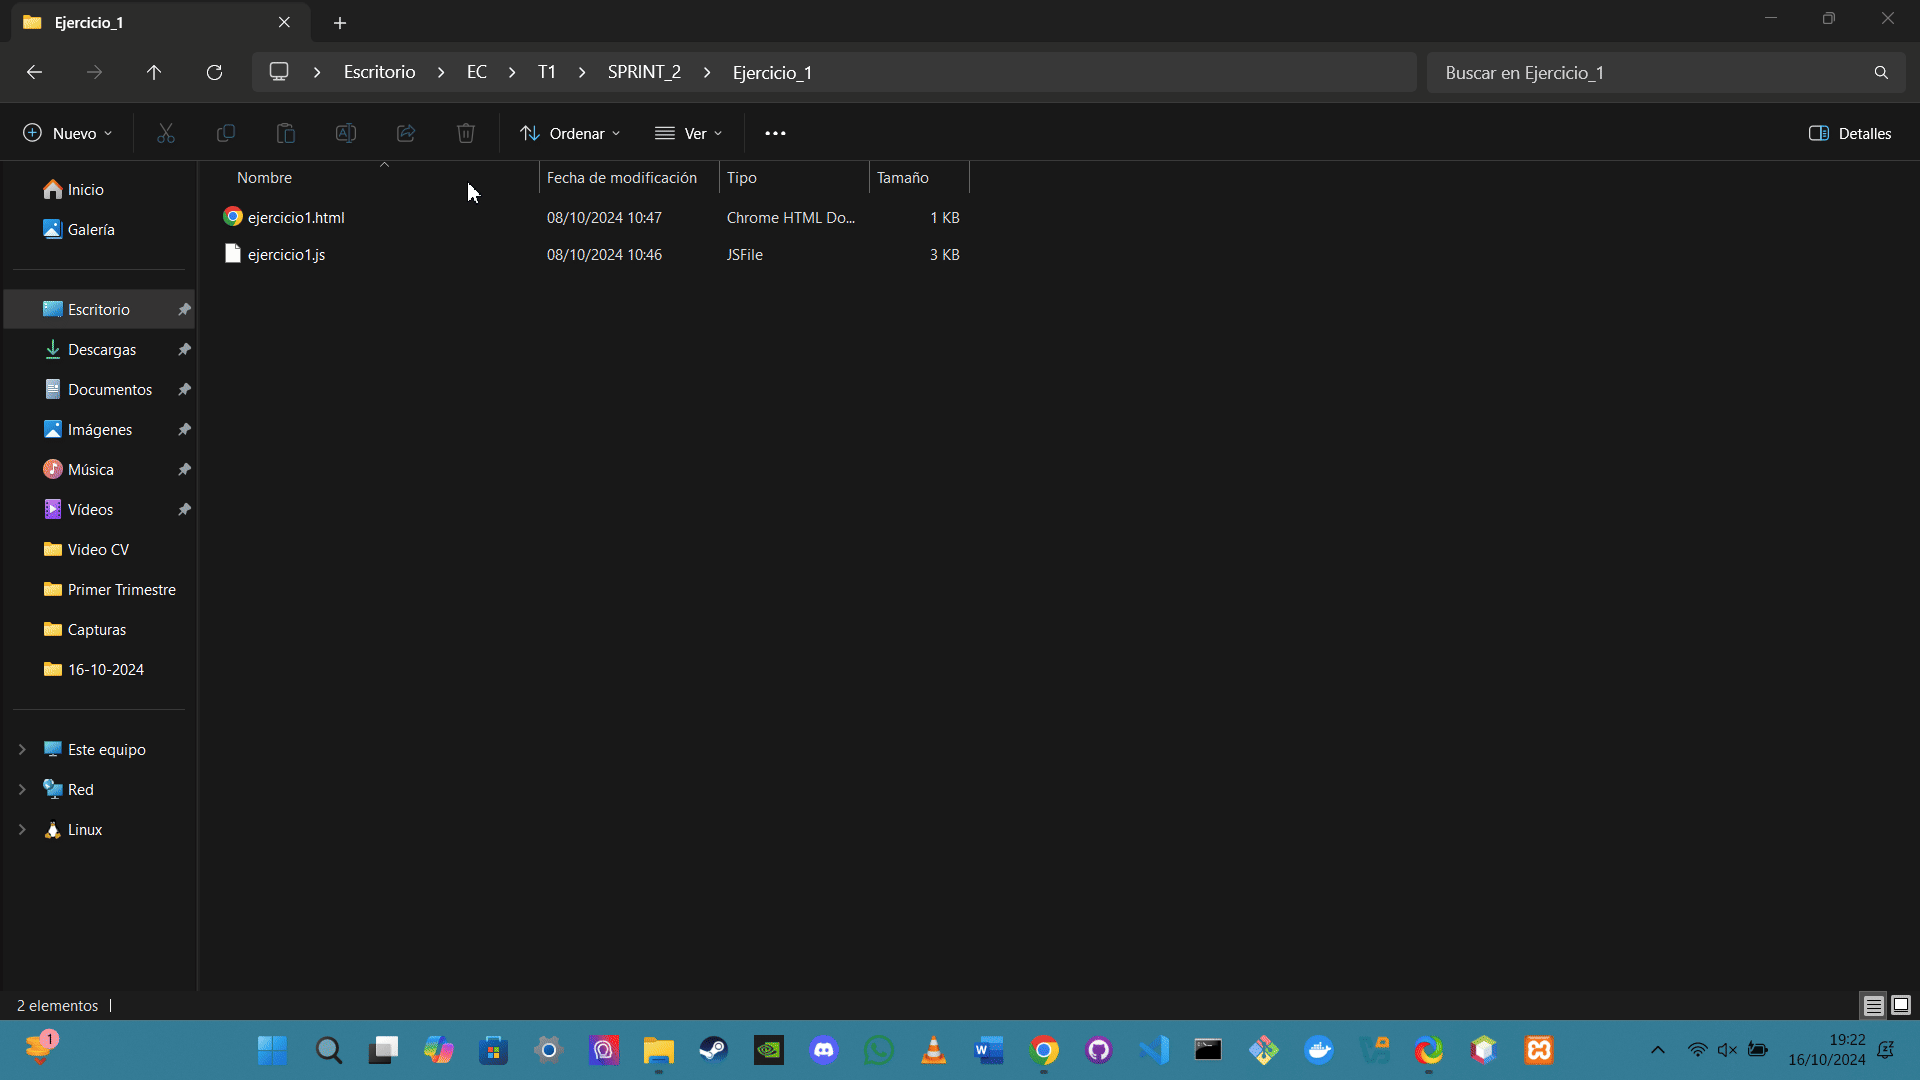 Ejercicio_1
Escritorio EC T1 SPRINT_2 Ejercicio_1
Buscar en Ejercicio_1
Nuevo Ordenar Ver Detalles
Nombre Fecha de modificación Tipo Tamaño
ejercicio1.html 08/10/2024 10:47 Chrome HTML Do... 1 KB
ejercicio1.js 08/10/2024 10:46 JSFile 3 KB
Inicio
Galería
Escritorio
Descargas
Documentos
Imágenes
Música
Vídeos
Video CV
Primer Trimestre
Capturas
16-10-2024
Este equipo
Red
Linux
2 elementos
1
19:22
16/10/2024